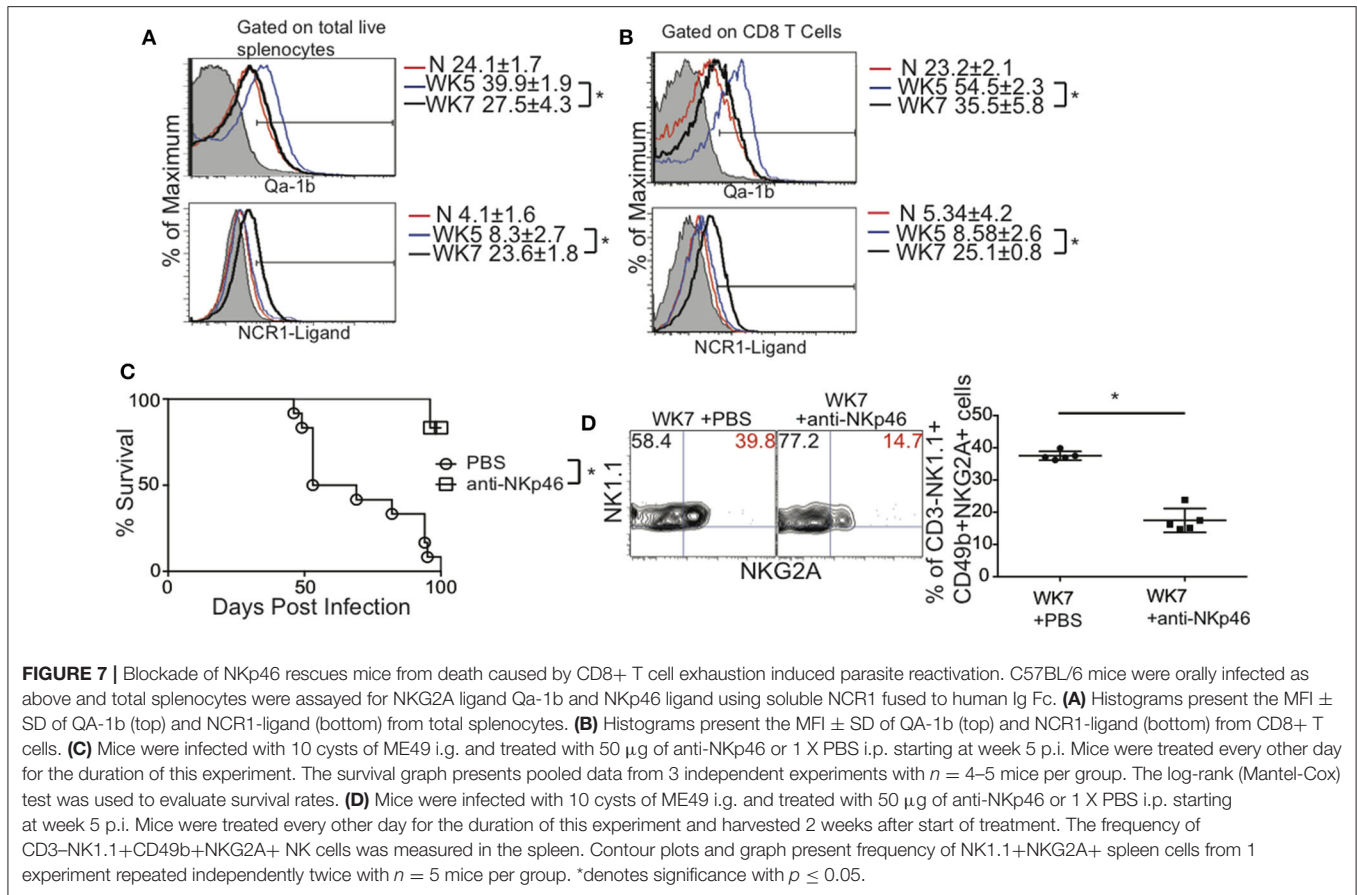 A
Gated on total live
splenocytes
N 24.1±1.7
WK5 39.9±1.9
WK7 27.5±4.3
*
Qa-1b
% of Maximum
N 4.1±1.6
WK5 8.3±2.7
WK7 23.6±1.8
*
NCR1-Ligand
B
Gated on CD8 T Cells
N 23.2±2.1
WK5 54.5±2.3
WK7 35.5±5.8
*
Qa-1b
% of Maximum
N 5.34±4.2
WK5 8.58±2.6
WK7 25.1±0.8
*
NCR1-Ligand
C
% Survival
100
50
0
0 50 100
Days Post Infection
PBS
anti-NKp46
*
D
WK7 +PBS
WK7
+anti-NKp46
58.4 39.8
77.2 14.7
NK1.1
NKG2A
% of CD3-NK1.1+
CD49b+NKG2A+ cells
50
40
30
20
10
0
*
WK7
+PBS
WK7
+anti-NKp46
FIGURE 7 | Blockade of NKp46 rescues mice from death caused by CD8+ T cell exhaustion induced parasite reactivation. C57BL/6 mice were orally infected as
above and total splenocytes were assayed for NKG2A ligand Qa-1b and NKp46 ligand using soluble NCR1 fused to human Ig Fc. (A) Histograms present the MFI ±
SD of QA-1b (top) and NCR1-ligand (bottom) from total splenocytes. (B) Histograms present the MFI ± SD of QA-1b (top) and NCR1-ligand (bottom) from CD8+ T
cells. (C) Mice were infected with 10 cysts of ME49 i.g. and treated with 50 μg of anti-NKp46 or 1 X PBS i.p. starting at week 5 p.i. Mice were treated every other day
for the duration of this experiment. The survival graph presents pooled data from 3 independent experiments with n = 4–5 mice per group. The log-rank (Mantel-Cox)
test was used to evaluate survival rates. (D) Mice were infected with 10 cysts of ME49 i.g. and treated with 50 μg of anti-NKp46 or 1 X PBS i.p. starting
at week 5 p.i. Mice were treated every other day for the duration of this experiment and harvested 2 weeks after start of treatment. The frequency of
CD3–NK1.1+CD49b+NKG2A+ NK cells was measured in the spleen. Contour plots and graph present frequency of NK1.1+NKG2A+ spleen cells from 1
experiment repeated independently twice with n = 5 mice per group. *denotes significance with p ≤ 0.05.